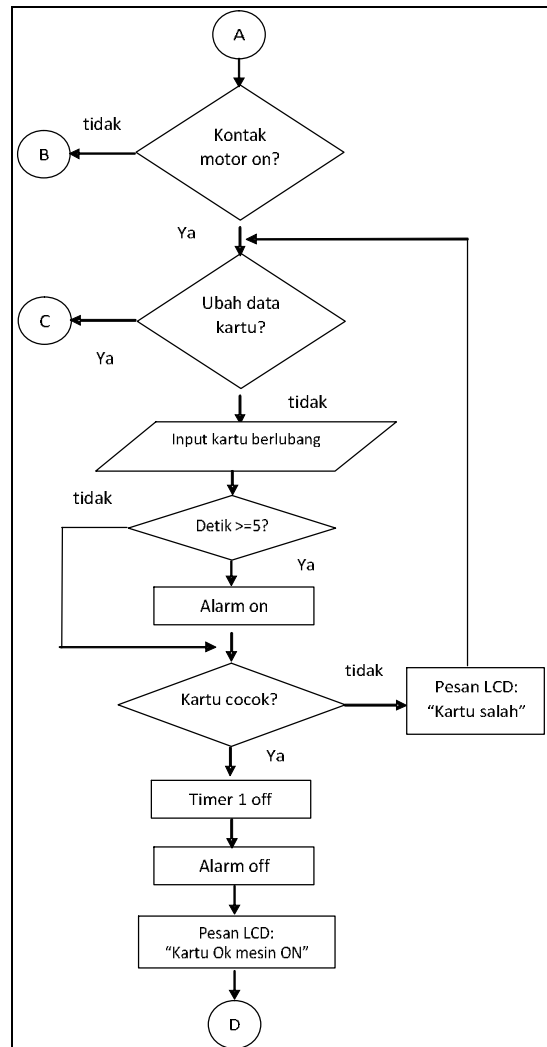 A
tidak
Kontak
motor on?
B
Ya
Ubah data
kartu?
C
Ya
tidak
Input kartu berlubang
tidak
Detik >=5?
Ya
Alarm on
tidak
Kartu cocok?
Pesan LCD:
“Kartu salah”
Ya
Timer 1 off
Alarm off
Pesan LCD:
“Kartu Ok mesin ON”
D